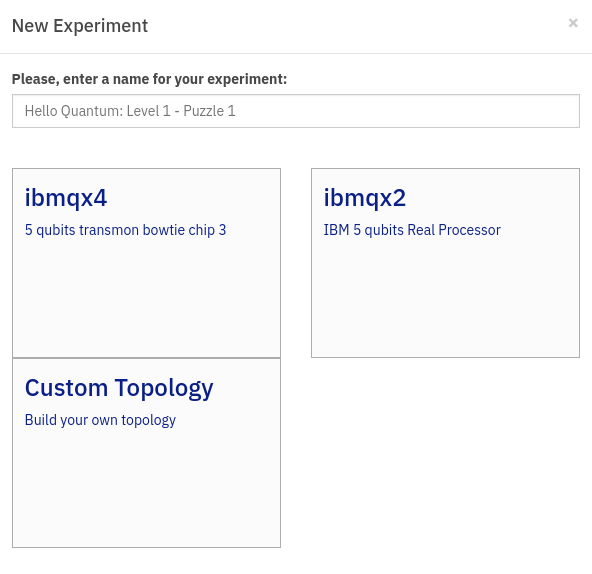 New Experiment
×
Please, enter a name for your experiment:
Hello Quantum: Level 1 - Puzzle 1
ibmqx4
5 qubits transmon bowtie chip 3
ibmqx2
IBM 5 qubits Real Processor
Custom Topology
Build your own topology